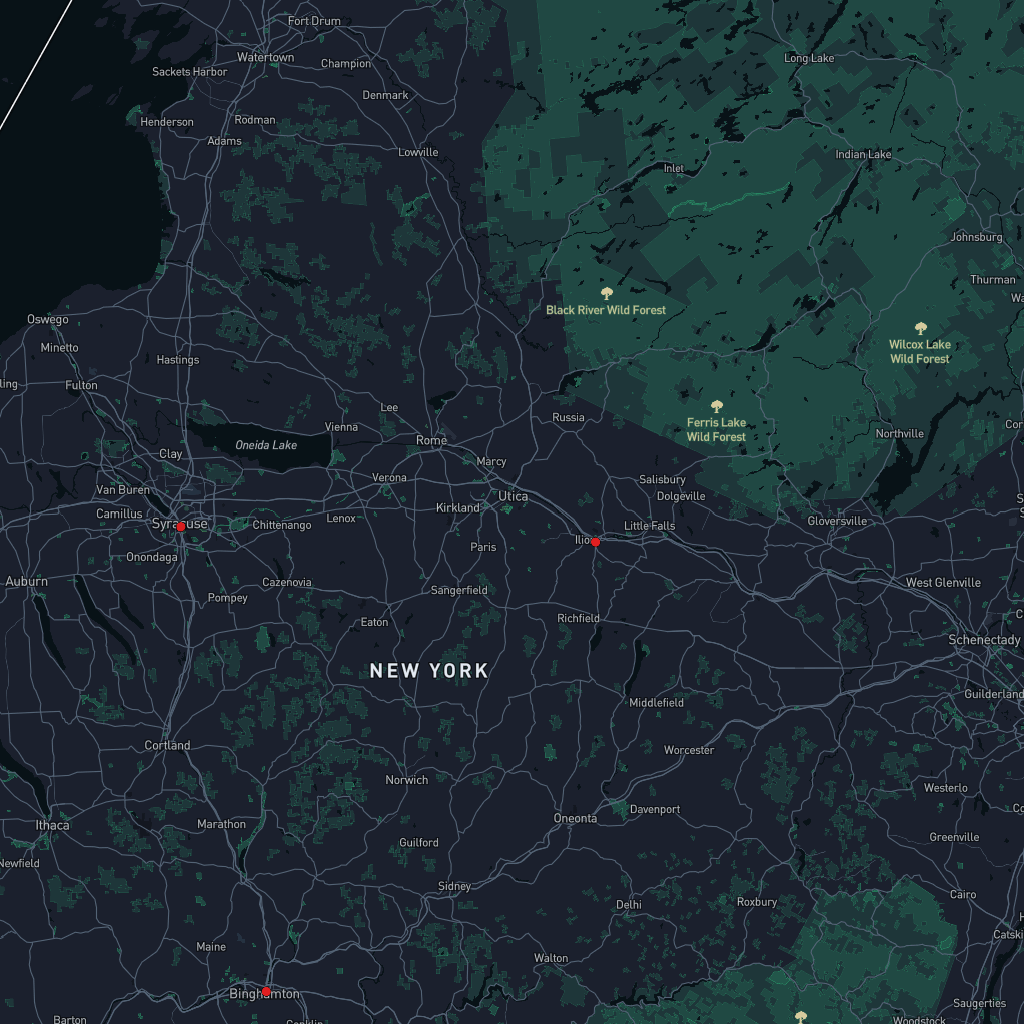 Fort Drum
Watertown
Long Lake
Champion
Sackets Harbor
Denmark
Henderson
Rodman
Adams
Lowville
Indian Lake
Inlet
Johnsburg
Thurman
Black River Wild Forest
Oswego
Wilcox Lake
Wild Forest
Minetto
Hastings
Fulton
Lee
Russia
Ferris Lake
Wild Forest
Vienna
Northville
Rome
Oneida Lake
Clay
Marcy
Verona
Salisbury
Van Buren
Dolgeville
Utica
Kirkland
Camillus
Lenox
Gloversville
Syracuse
Chittenango
Little Falls
Ilion
Paris
Onondaga
Auburn
Cazenovia
West Glenville
Sangerfield
Pompey
Richfield
Eaton
Schenectady
NEW YORK
Guilderland
Middlefield
Cortland
Worcester
Norwich
Westerlo
Davenport
Oneonta
Ithaca
Marathon
Greenville
Guilford
Newfield
Sidney
Cairo
Roxbury
Delhi
Catski
Maine
Walton
Binghamton
Saugerties
Barton
Woodstock
Conklin